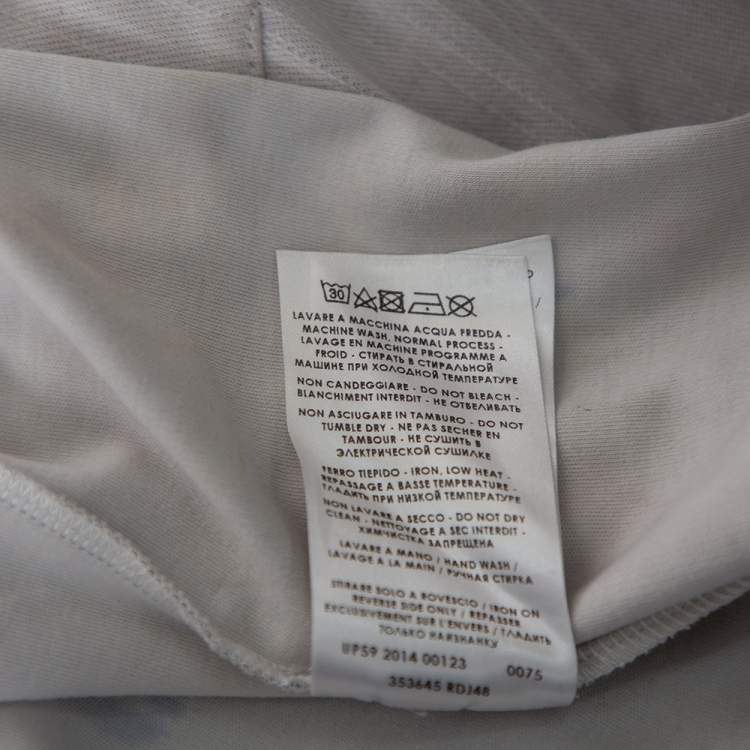 30
LAVARE A MACCHINA ACQUA FREDDA -
MACHINE WASH, NORMAL PROCESS -
LAVAGE EN MACHINE PROGRAMME A
FROID - СТИРАТЬ В СТИРАЛЬНОЙ
МАШИНЕ ПРИ ХОЛОДНОЙ ТЕМПЕРАТУРЕ
NON CANDEGGIARE - DO NOT BLEACH -
BLANCHIMENT INTERDIT - НЕ ОТБЕЛИВАТЬ
NON ASCIUGARE IN TAMBURO - DO NOT
TUMBLE DRY - NE PAS SECHER EN
TAMBOUR - НЕ СУШИТЬ В
ЭЛЕКТРИЧЕСКОЙ СУШИЛКЕ
FERRO TIEPIDO - IRON, LOW HEAT -
REPASSAGE A BASSE TEMPERATURE -
ГЛАДИТЬ ПРИ НИЗКОЙ ТЕМПЕРАТУРЕ
NON LAVARE A SECCO - DO NOT DRY
CLEAN - NETTOYAGE A SEC INTERDIT -
ХИМЧИСТКА ЗАПРЕЩЕНА
LAVARE A MANO / HAND WASH /
LAVAGE A LA MAIN / РУЧНАЯ СТИРКА
STIRARE SOLO A ROVESCIO / IRON ON
REVERSE SIDE ONLY / REPASSER
EXCLUSIVEMENT SUR L'ENVERS / ГЛАДИТЬ
ТОЛЬКО НАИЗНАНКУ
UP59 2014 00123 0075
353645 RDJ48